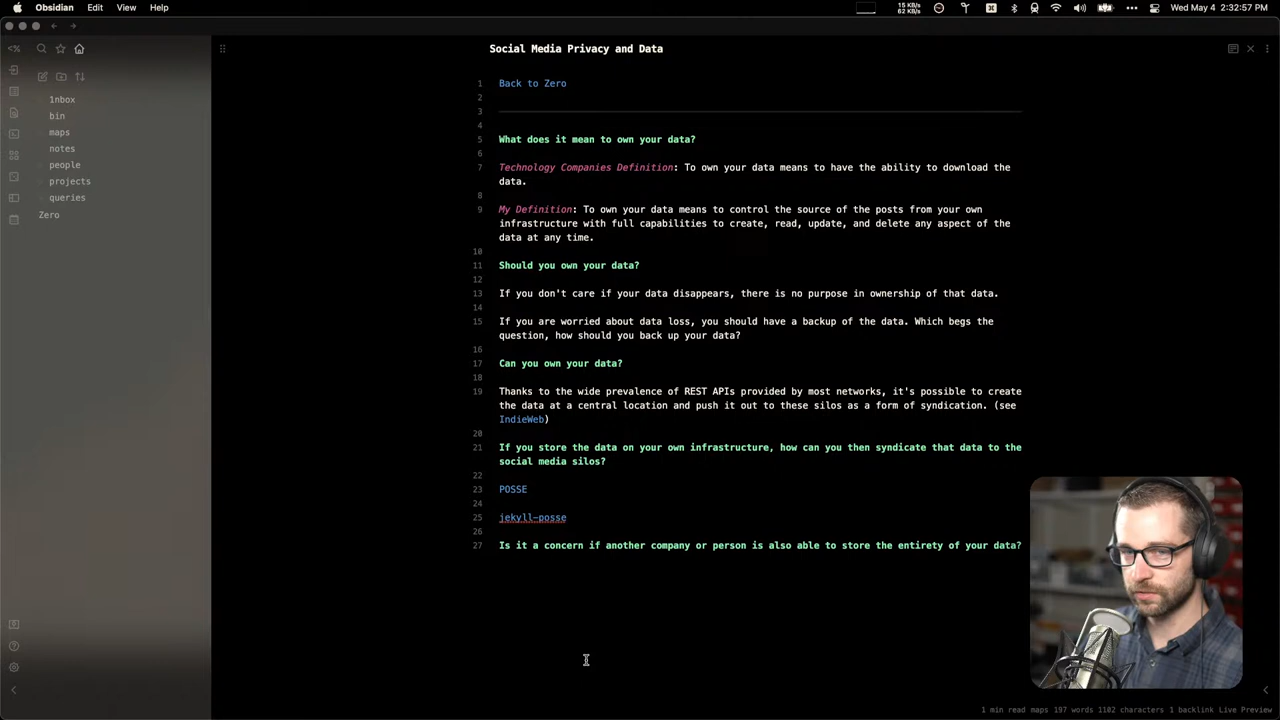 Obsidian File Edit View Help
15 KB/s
62 KB/s
Wed May 4 2:32:57 PM
Social Media Privacy and Data
1 Back to Zero
2
3
4
5 What does it mean to own your data?
6
7 Technology Companies Definition: To own your data means to have the ability to download the
data.
8
9 My Definition: To own your data means to control the source of the posts from your own
infrastructure with full capabilities to create, read, update, and delete any aspect of the
data at any time.
10
11 Should you own your data?
12
13 If you don't care if your data disappears, there is no purpose in ownership of that data.
14
15 If you are worried about data loss, you should have a backup of the data. Which begs the
question, how should you back up your data?
16
17 Can you own your data?
18
19 Thanks to the wide prevalence of REST APIs provided by most networks, it's possible to create
the data at a central location and push it out to these silos as a form of syndication. (see
IndieWeb)
20
21 If you store the data on your own infrastructure, how can you then syndicate that data to the
social media silos?
22
23 POSSE
24
25 jekyll-posse
26
27 Is it a concern if another company or person is also able to store the entirety of your data?
1nbox
bin
maps
notes
people
projects
queries
Zero
1 min read maps 197 words 1102 characters 1 backlink Live Preview